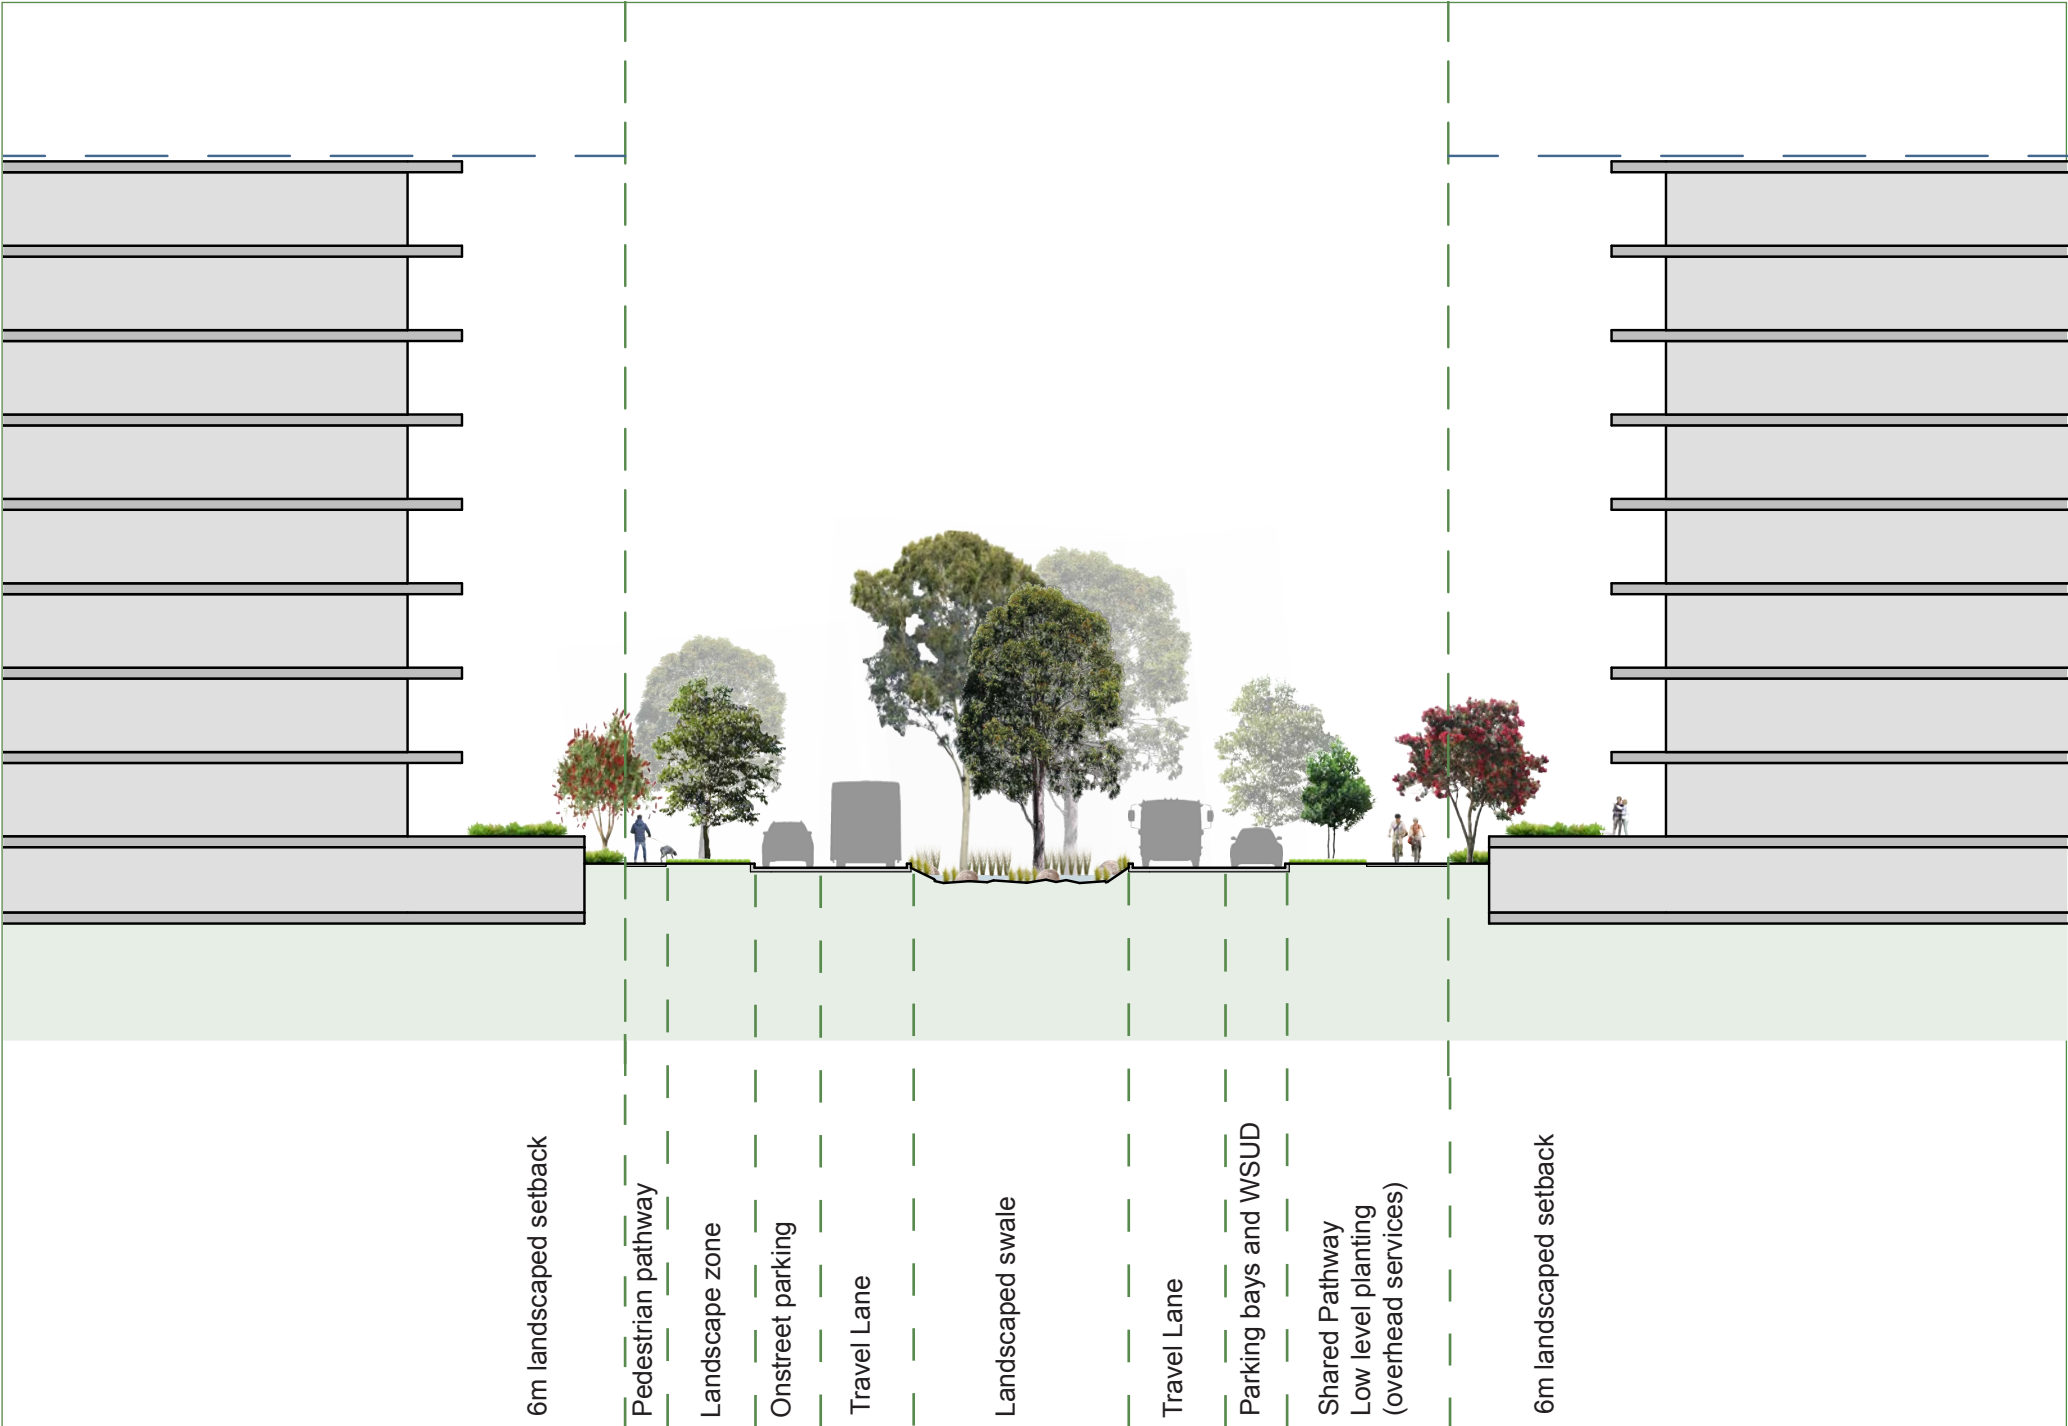 6m landscaped setback
Pedestrian pathway
Landscape zone
Onstreet parking
Travel Lane
Landscaped swale
Travel Lane
Parking bays and WSUD
Shared Pathway
Low level planting
(overhead services)
6m landscaped setback